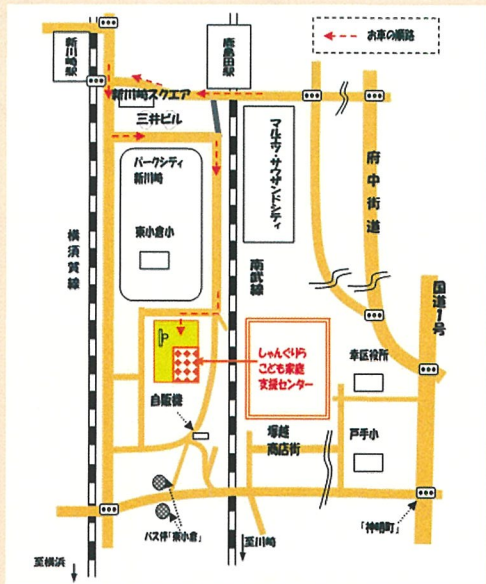 お車の順路
新川崎駅
鹿島田駅
新川崎スクエア
三井ビル
マルエツ・サウザンドシティ
府中街道
パークシティ
新川崎
東小倉小
横須賀線
南武線
国道1号
P
しゃんぐりら
こども家庭
支援センター
幸区役所
自販機
塚越
商店街
戸手小
バス停「東小倉」
「神明町」
至川崎
至横浜